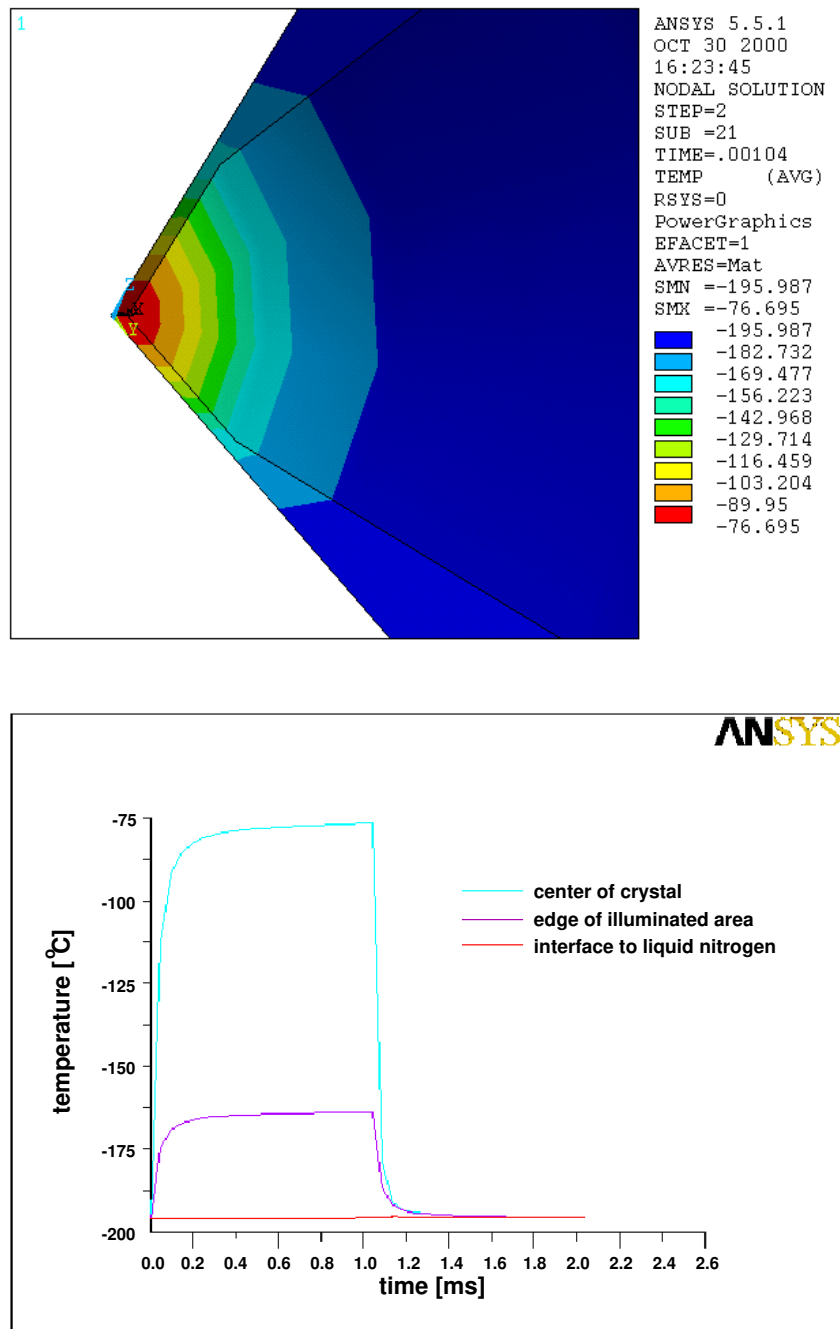 1
ANSYS 5.5.1
OCT 30 2000
16:23:45
NODAL SOLUTION
STEP=2
SUB =21
TIME=.00104
TEMP (AVG)
RSYS=0
PowerGraphics
EFACET=1
AVRES=Mat
SMN =-195.987
SMX =-76.695
-195.987
-182.732
-169.477
-156.223
-142.968
-129.714
-116.459
-103.204
-89.95
-76.695
Z
X
Y
ANSYS
-75
-100
-125
-150
-175
-200
temperature [°C]
center of crystal
edge of illuminated area
interface to liquid nitrogen
0.0 0.2 0.4 0.6 0.8 1.0 1.2 1.4 1.6 1.8 2.0 2.2 2.4 2.6
time [ms]